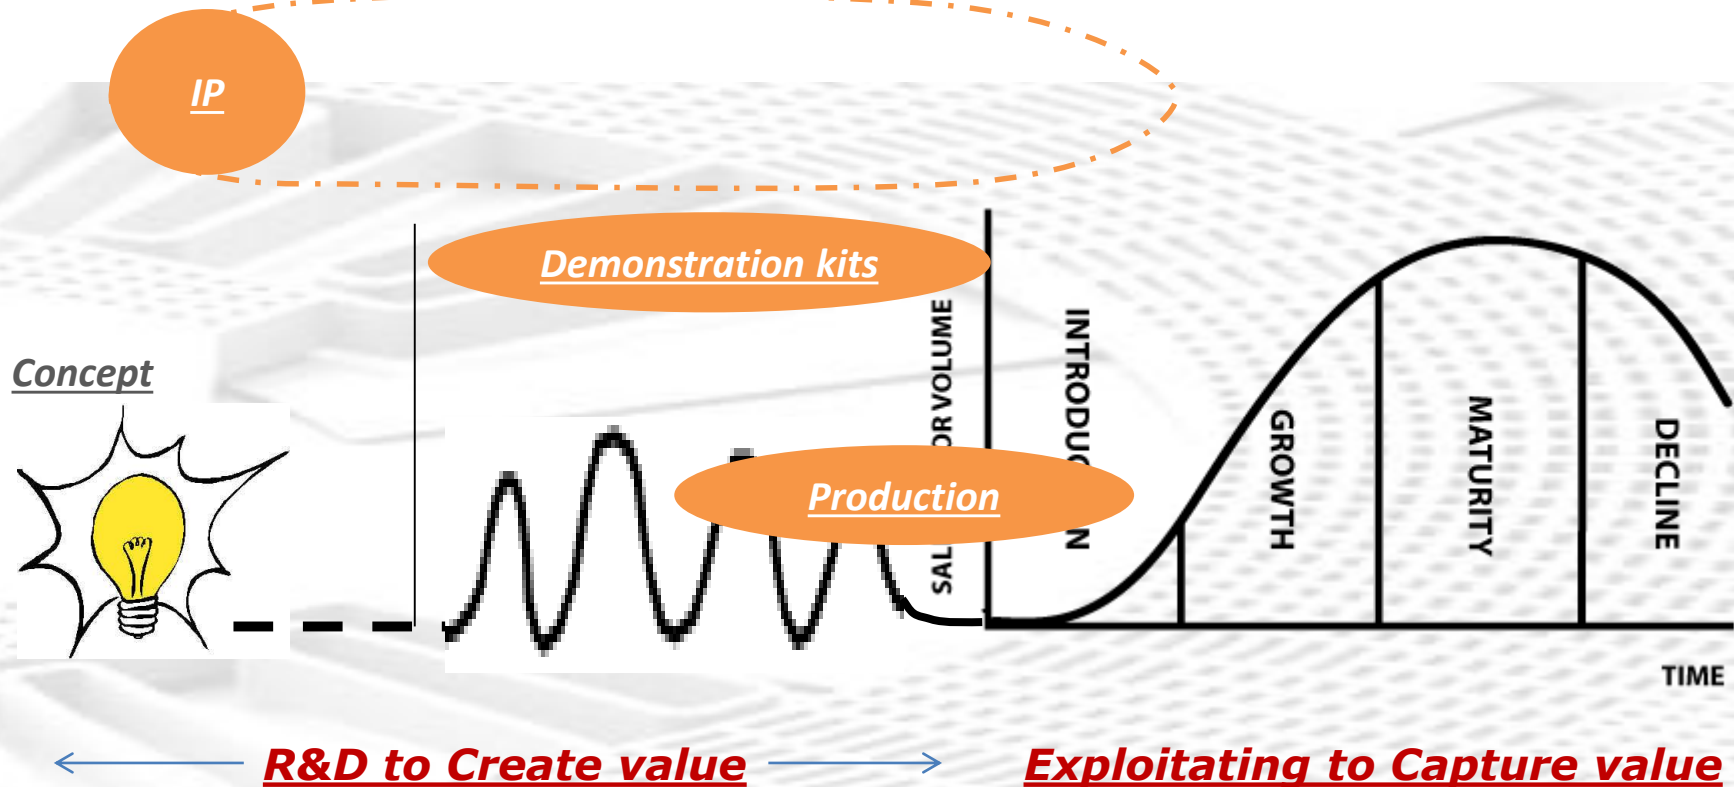 IP
Demonstration kits
Concept
Production
OR VOLUME
INTRODUC
N
GROWTH
MATURITY
DECLINE
TIME
R&D to Create value
Exploitating to Capture value